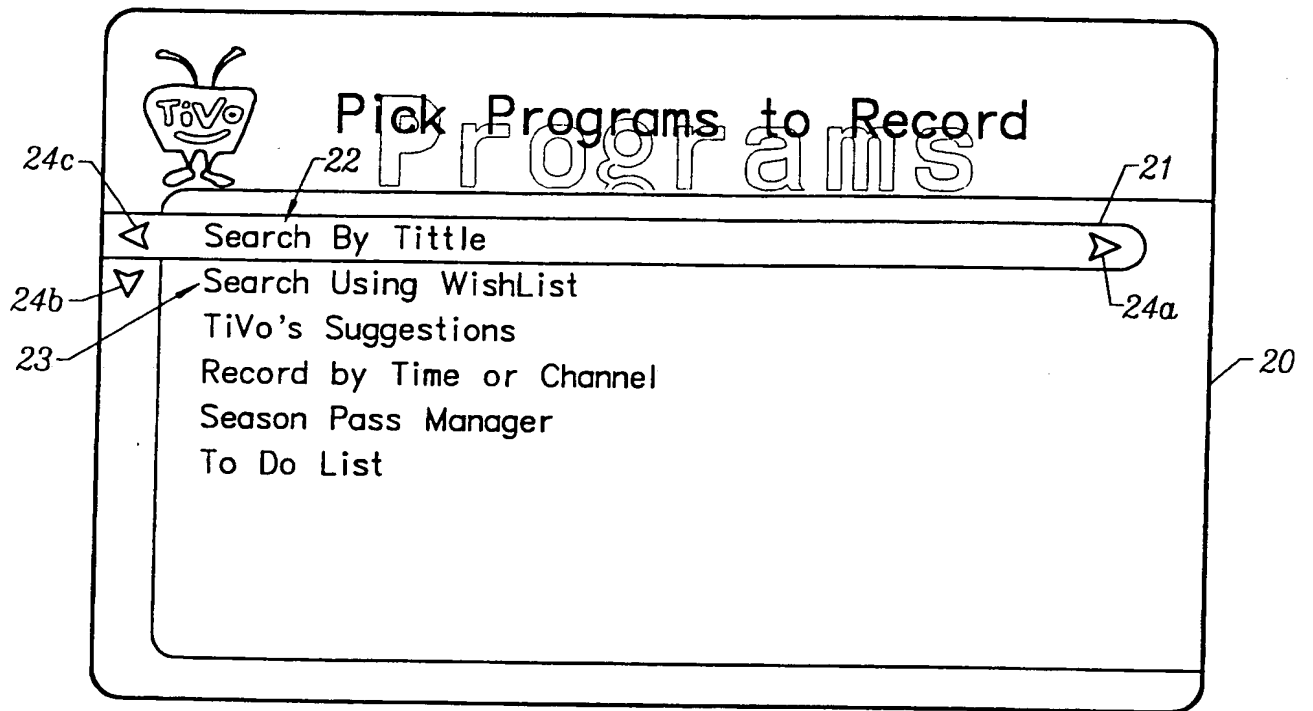 TiVo
Pick Programs to Record
Programs
24c
22
21
Search By Tittle
24b
Search Using WishList
24a
23
TiVo's Suggestions
Record by Time or Channel
20
Season Pass Manager
To Do List